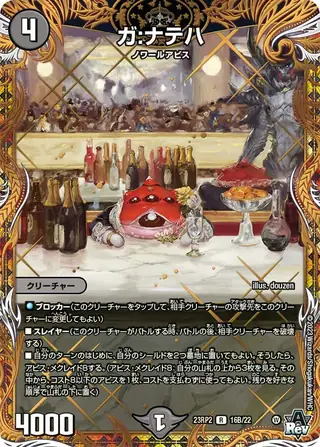 4
ガ:ナテハ
ノワールアビス
クリーチャー
illus. douzen
ブロッカー(このクリーチャーをタップして、相手クリーチャーの攻撃先をこのクリーチャーに変更してもよい)
■スレイヤー(このクリーチャーがバトルする時、バトルの後、相手クリーチャーを破壊する)
■自分のターンのはじめに、自分のシールドを2つ墓地に置いてもよい。そうしたら、
アビス・メクレイド8する。(アビス・メクレイド8:自分の山札の上から3枚を見る。その
中から、コスト8以下のアビスを1枚、コストを支払わずに使ってもよい。残りを好きな
順序で山札の下に置く)
4000
23RP2 R 16B/22
W
Rev